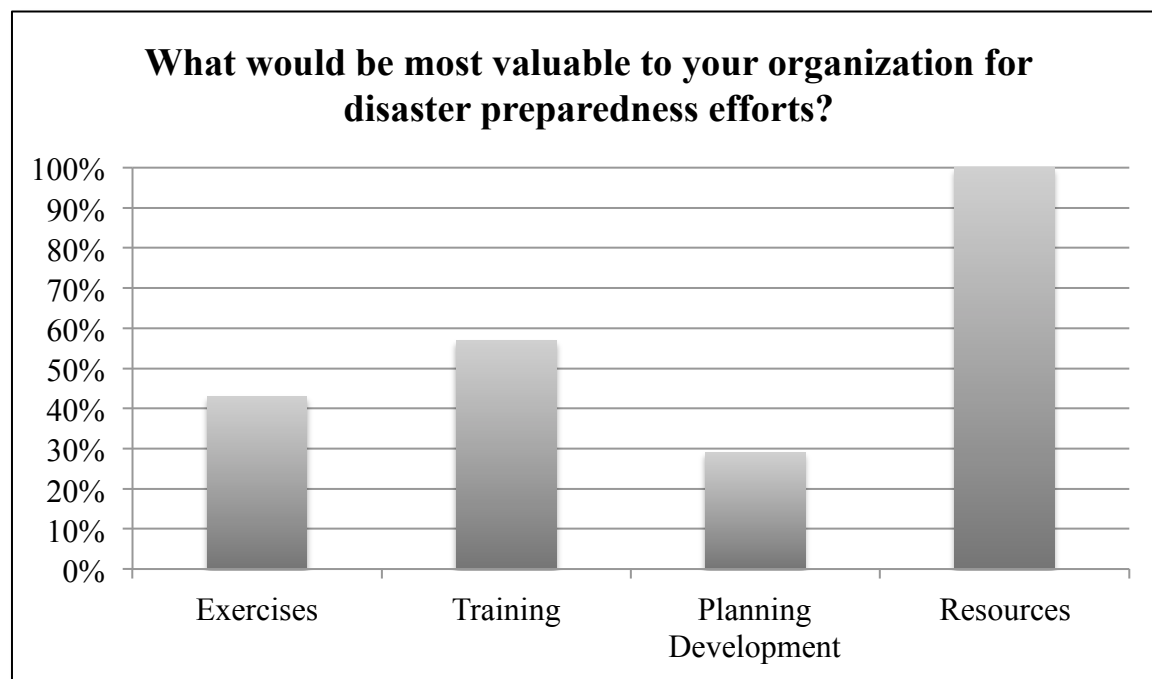 What would be most valuable to your organization for
disaster preparedness efforts?
100%
90%
80%
70%
60%
50%
40%
30%
20%
10%
0%
Exercises
Training
Planning
Development
Resources